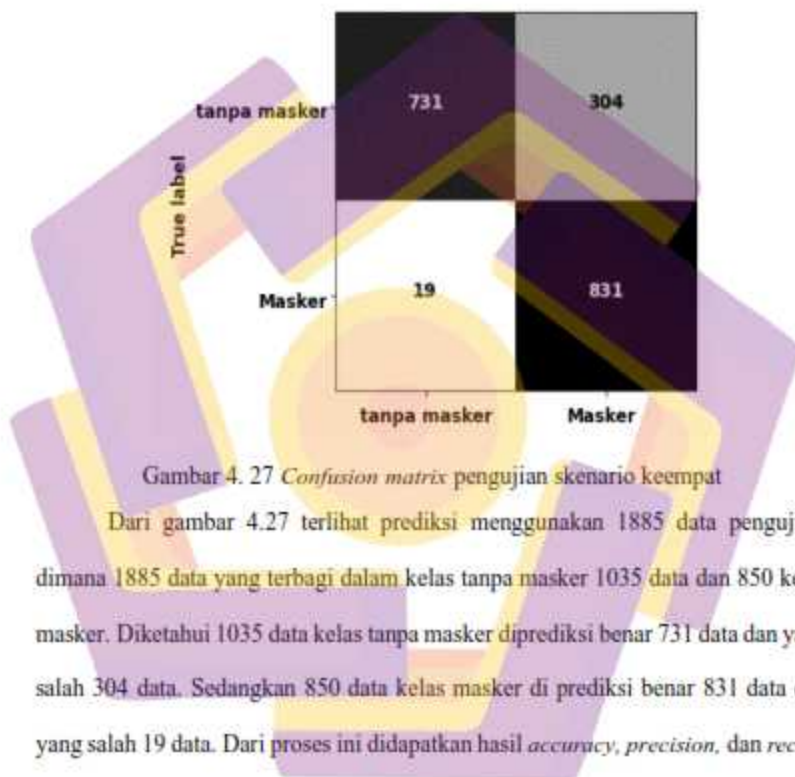 731 304
tanpa masker
True label
19 831
Masker
tanpa masker Masker
Gambar 4. 27 Confusion matrix pengujian skenario keempat
Dari gambar 4.27 terlihat prediksi menggunakan 1885 data penguj
dimana 1885 data yang terbagi dalam kelas tanpa masker 1035 data dan 850 ke
masker. Diketahui 1035 data kelas tanpa masker diprediksi benar 731 data dan y
salah 304 data. Sedangkan 850 data kelas masker di prediksi benar 831 data
yang salah 19 data. Dari proses ini didapatkan hasil accuracy, precision, dan rec